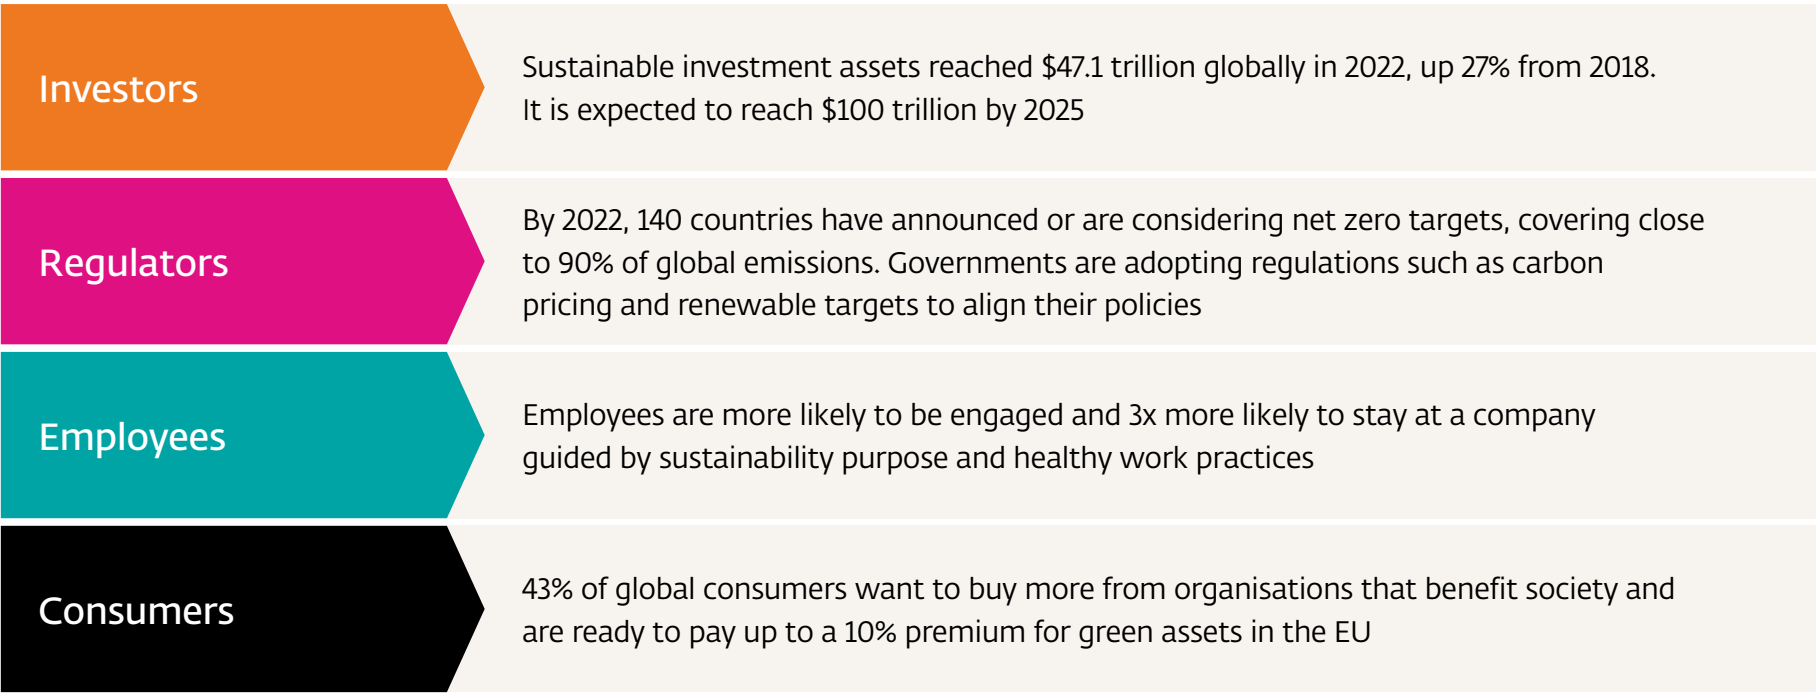 Investors
Sustainable investment assets reached $47.1 trillion globally in 2022, up 27% from 2018.
It is expected to reach $100 trillion by 2025
Regulators
By 2022, 140 countries have announced or are considering net zero targets, covering close
to 90% of global emissions. Governments are adopting regulations such as carbon
pricing and renewable targets to align their policies
Employees
Employees are more likely to be engaged and 3x more likely to stay at a company
guided by sustainability purpose and healthy work practices
Consumers
43% of global consumers want to buy more from organisations that benefit society and
are ready to pay up to a 10% premium for green assets in the EU